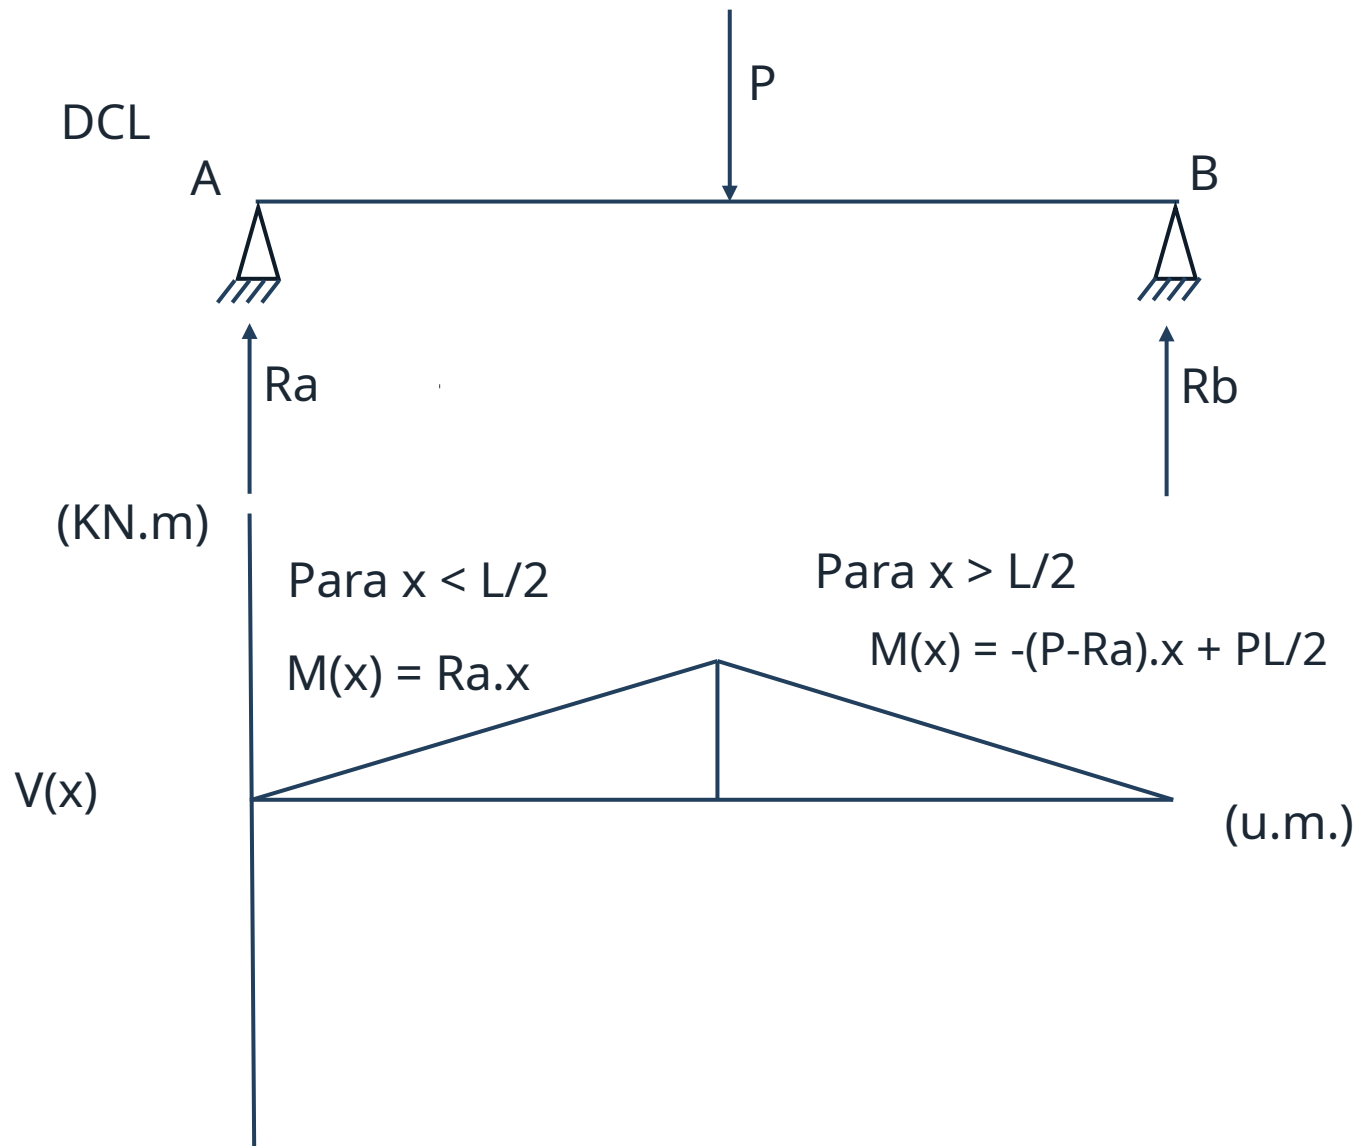 P
DCL
A
B
Ra
Rb
(KN.m)
Para x < L/2
Para x > L/2
M(x) = Ra.x
M(x) = -(P-Ra).x + PL/2
V(x)
(u.m.)